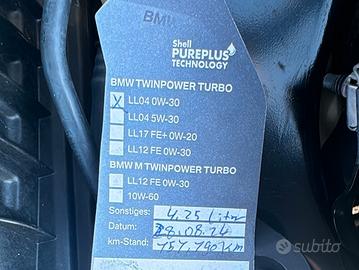 BMW
Shell
PUREPLUS
TECHNOLOGY
BMW TWINPOWER TURBO
X LL04 0W-30
LL04 5W-30
LL17 FE+ 0W-20
LL12 FE 0W-30
BMW M TWINPOWER TURBO
LL12 FE 0W-30
10W-60
Sonstiges: 4,25 Liter
Datum: 28.08.24
km-Stand: 157.790 km
subito